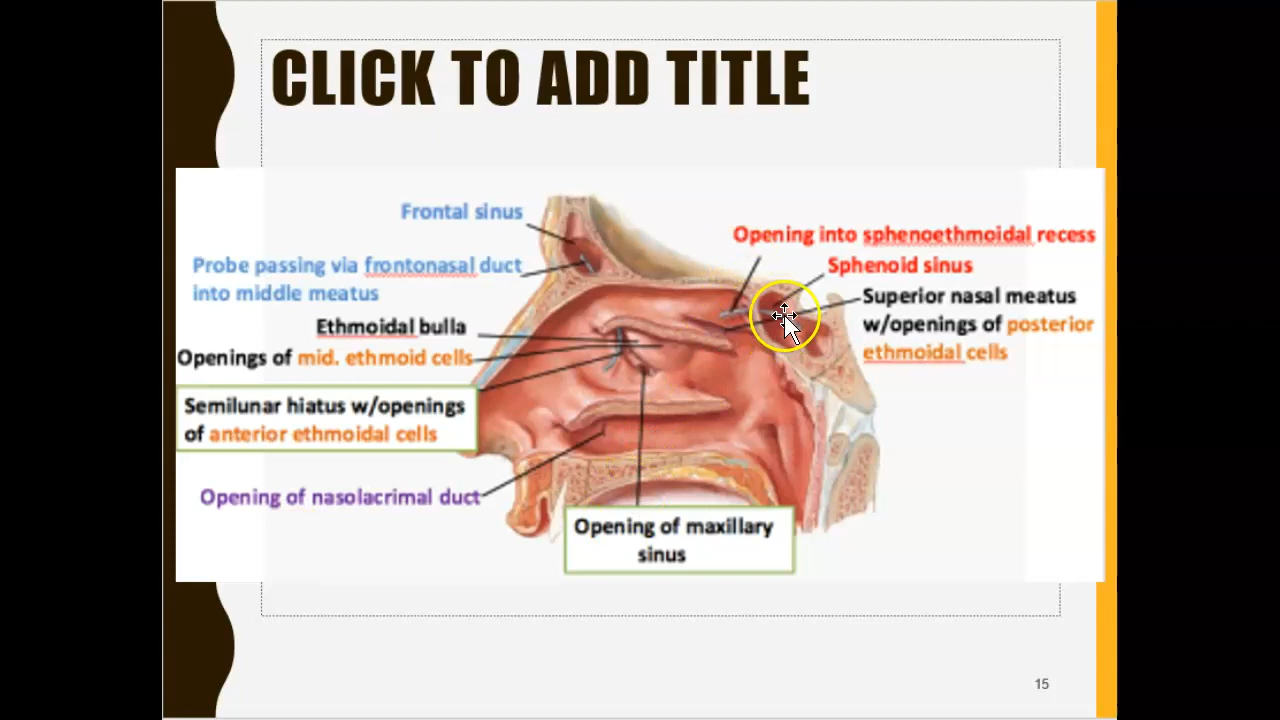 CLICK TO ADD TITLE
Frontal sinus
Probe passing via frontonasal duct
into middle meatus
Ethmoidal bulla
Openings of mid. ethmoid cells
Semilunar hiatus w/openings
of anterior ethmoidal cells
Opening of nasolacrimal duct
Opening of maxillary
sinus
Opening into sphenoethmoidal recess
Sphenoid sinus
Superior nasal meatus
w/openings of posterior
ethmoidal cells
15